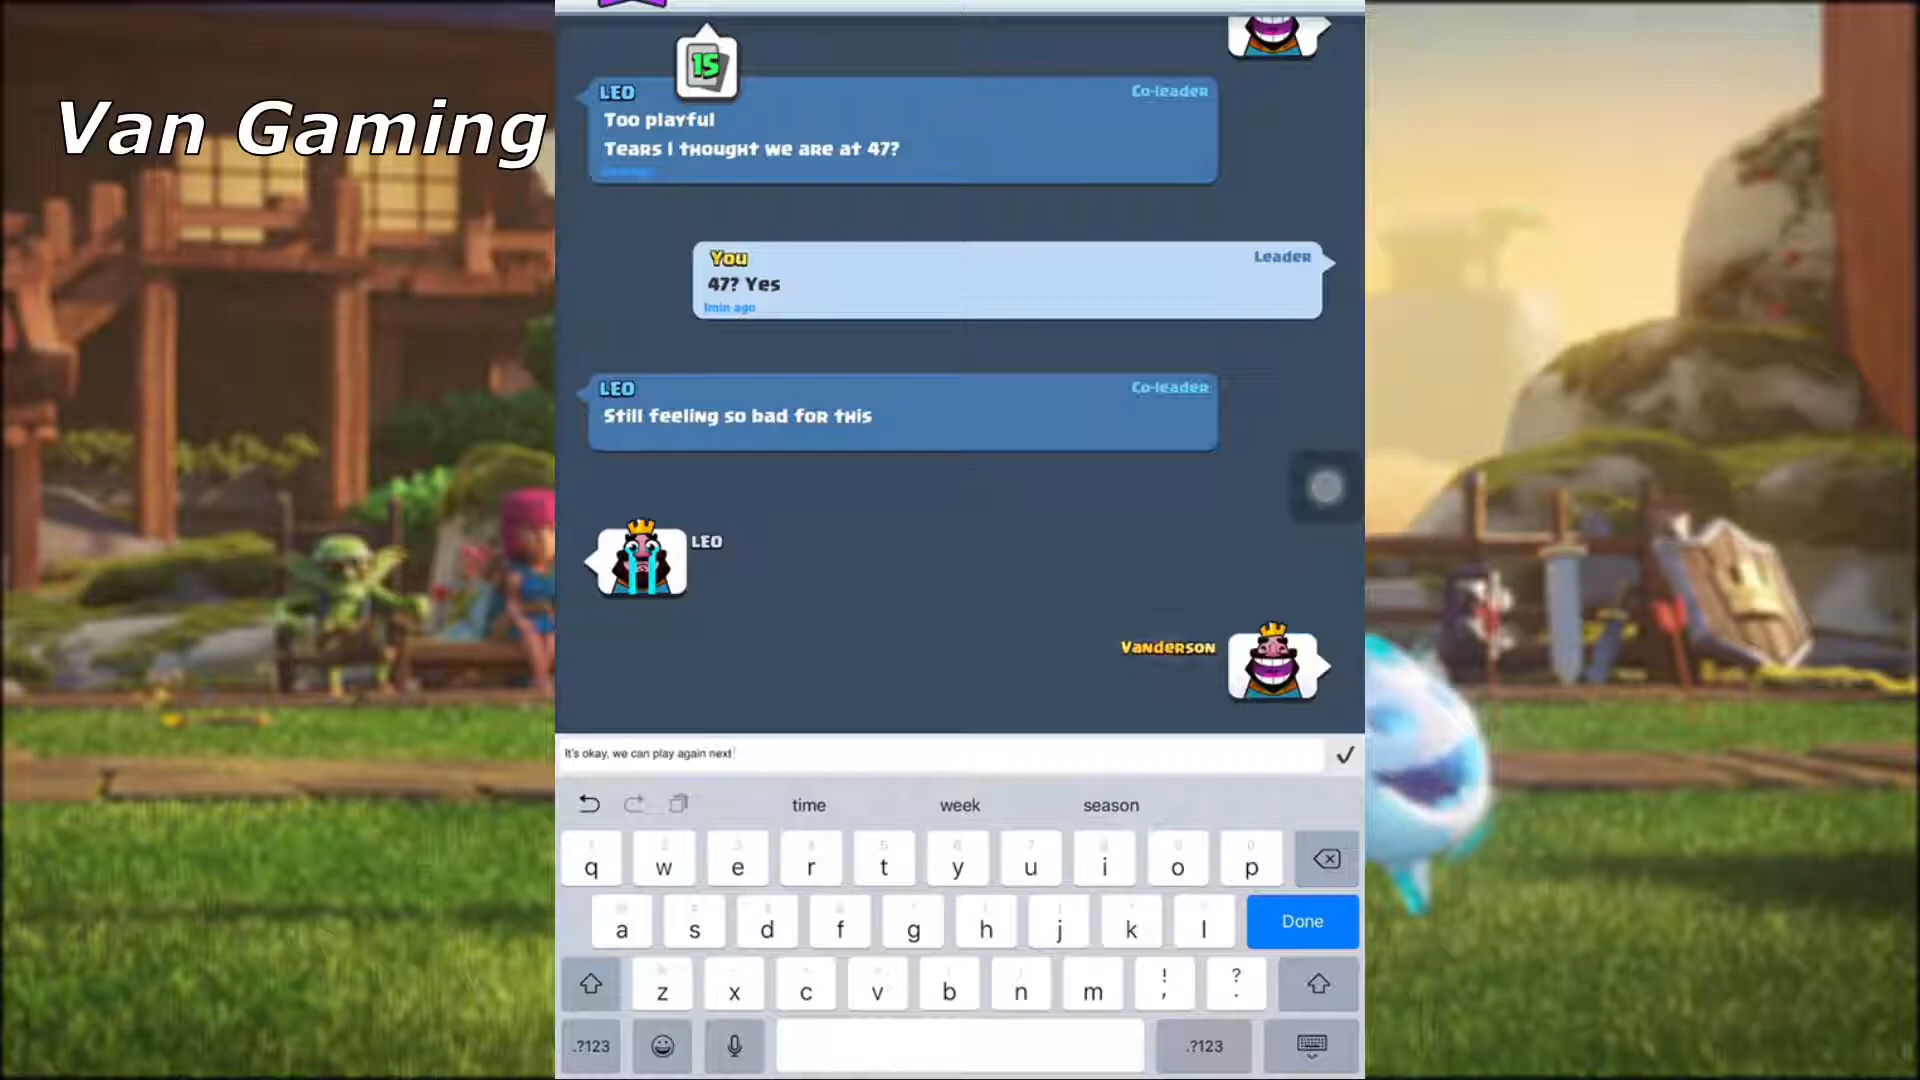 Van Gaming
15
LEO
Co-leader
Too playful
Tears I thought we are at 47?
You
Leader
47? Yes
1min ago
LEO
Co-leader
Still feeling so bad for this
LEO
Vanderson
It's okay, we can play again next
time week season
q w e r t y u i o p
a s d f g h j k l Done
z x c v b n m ! , ? .
.?123 .?123